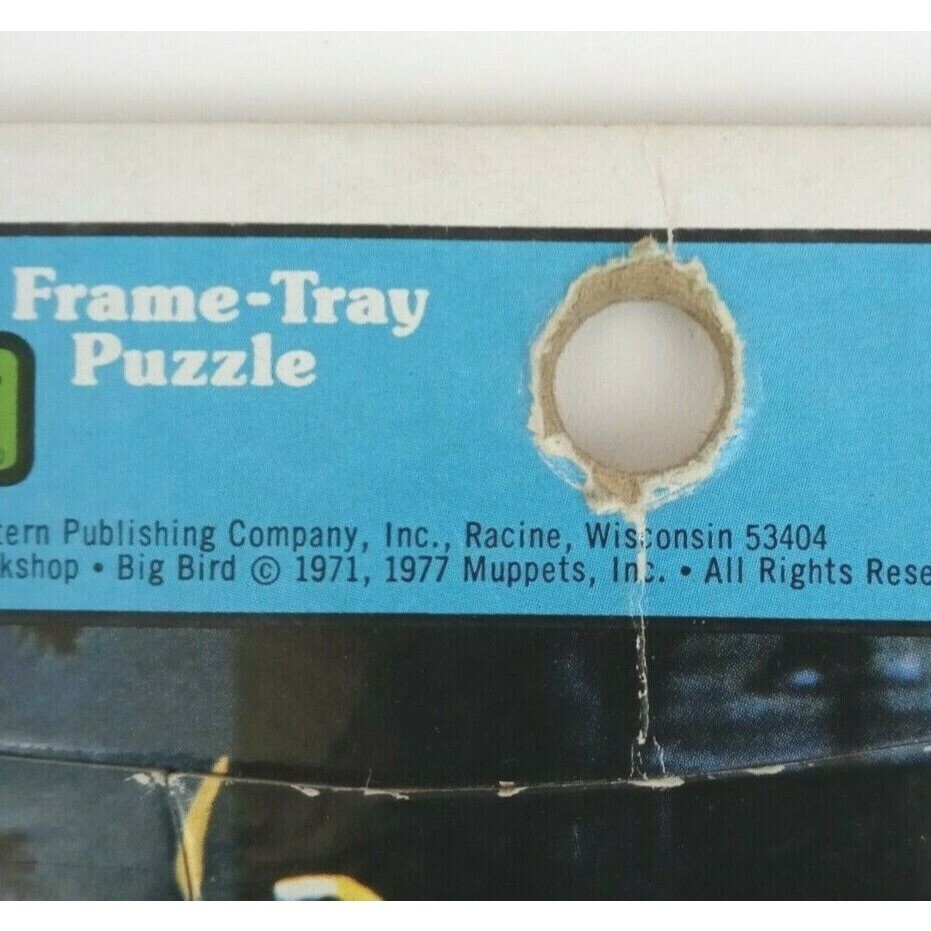 Frame-Tray
Puzzle
tern Publishing Company, Inc., Racine, Wisconsin 53404
kshop • Big Bird © 1971, 1977 Muppets, Inc. • All Rights Rese